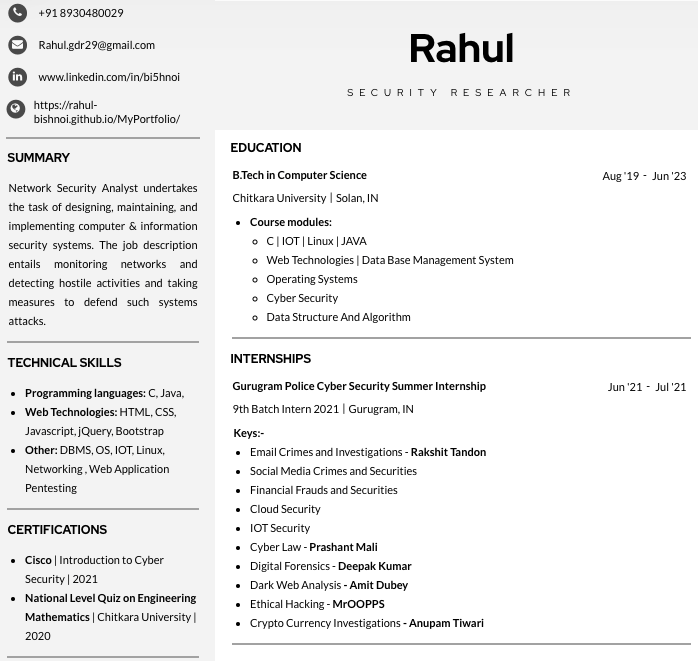 +91 8930480029
Rahul.gdr29@gmail.com
www.linkedin.com/in/bi5hnoi
https://rahul-
bishnoi.github.io/MyPortfolio/
SUMMARY
Network Security Analyst undertakes
the task of designing, maintaining, and
implementing computer & information
security systems. The job description
entails monitoring networks and
detecting hostile activities and taking
measures to defend such systems
attacks.
TECHNICAL SKILLS
• Programming languages: C, Java,
• Web Technologies: HTML, CSS,
Javascript, jQuery, Bootstrap
• Other: DBMS, OS, IOT, Linux,
Networking , Web Application
Pentesting
CERTIFICATIONS
• Cisco | Introduction to Cyber
Security | 2021
• National Level Quiz on Engineering
Mathematics | Chitkara University |
2020
Rahul
SECURITY RESEARCHER
EDUCATION
B.Tech in Computer Science Aug '19 - Jun '23
Chitkara University | Solan, IN
• Course modules:
C | IOT | Linux | JAVA
Web Technologies | Data Base Management System
Operating Systems
Cyber Security
Data Structure And Algorithm
INTERNSHIPS
Gurugram Police Cyber Security Summer Internship Jun '21 - Jul '21
9th Batch Intern 2021 | Gurugram, IN
Keys:-
• Email Crimes and Investigations - Rakshit Tandon
• Social Media Crimes and Securities
• Financial Frauds and Securities
• Cloud Security
• IOT Security
• Cyber Law - Prashant Mali
• Digital Forensics - Deepak Kumar
• Dark Web Analysis - Amit Dubey
• Ethical Hacking - MrOOPPS
• Crypto Currency Investigations - Anupam Tiwari